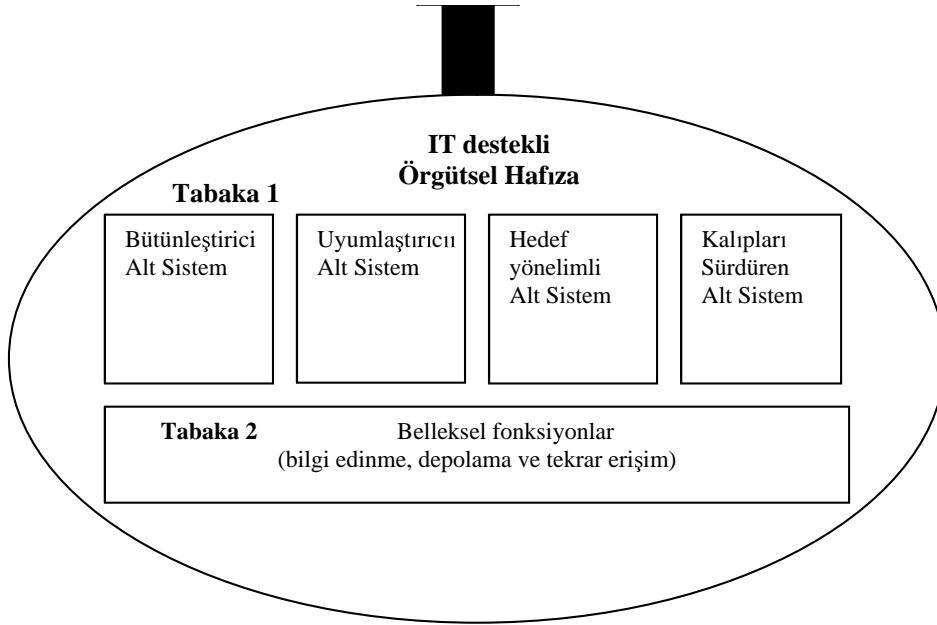 IT destekli
Örgütsel Hafıza
Tabaka 1
Bütünleştirici
Alt Sistem
Uyumlaştırıcıı
Alt Sistem
Hedef
yönelimli
Alt Sistem
Kalıpları
Sürdüren
Alt Sistem
Tabaka 2 Belleksel fonksiyonlar
(bilgi edinme, depolama ve tekrar erişim)